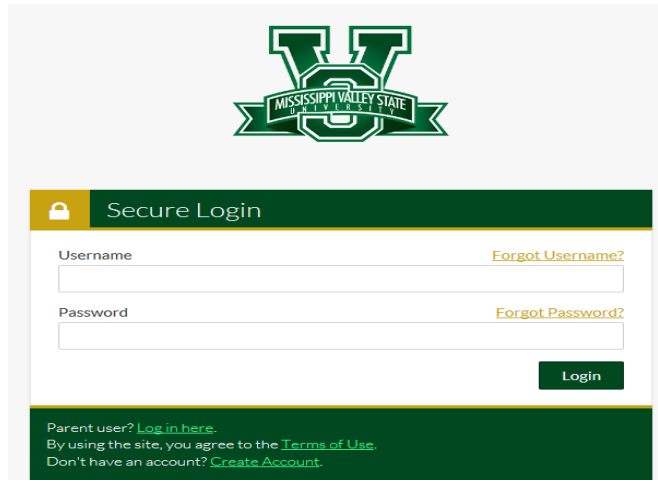 MISSISSIPPI VALLEY STATE
UNIVERSITY
Secure Login
Username Forgot Username?
Password Forgot Password?
Login
Parent user? Log in here.
By using the site, you agree to the Terms of Use.
Don't have an account? Create Account.